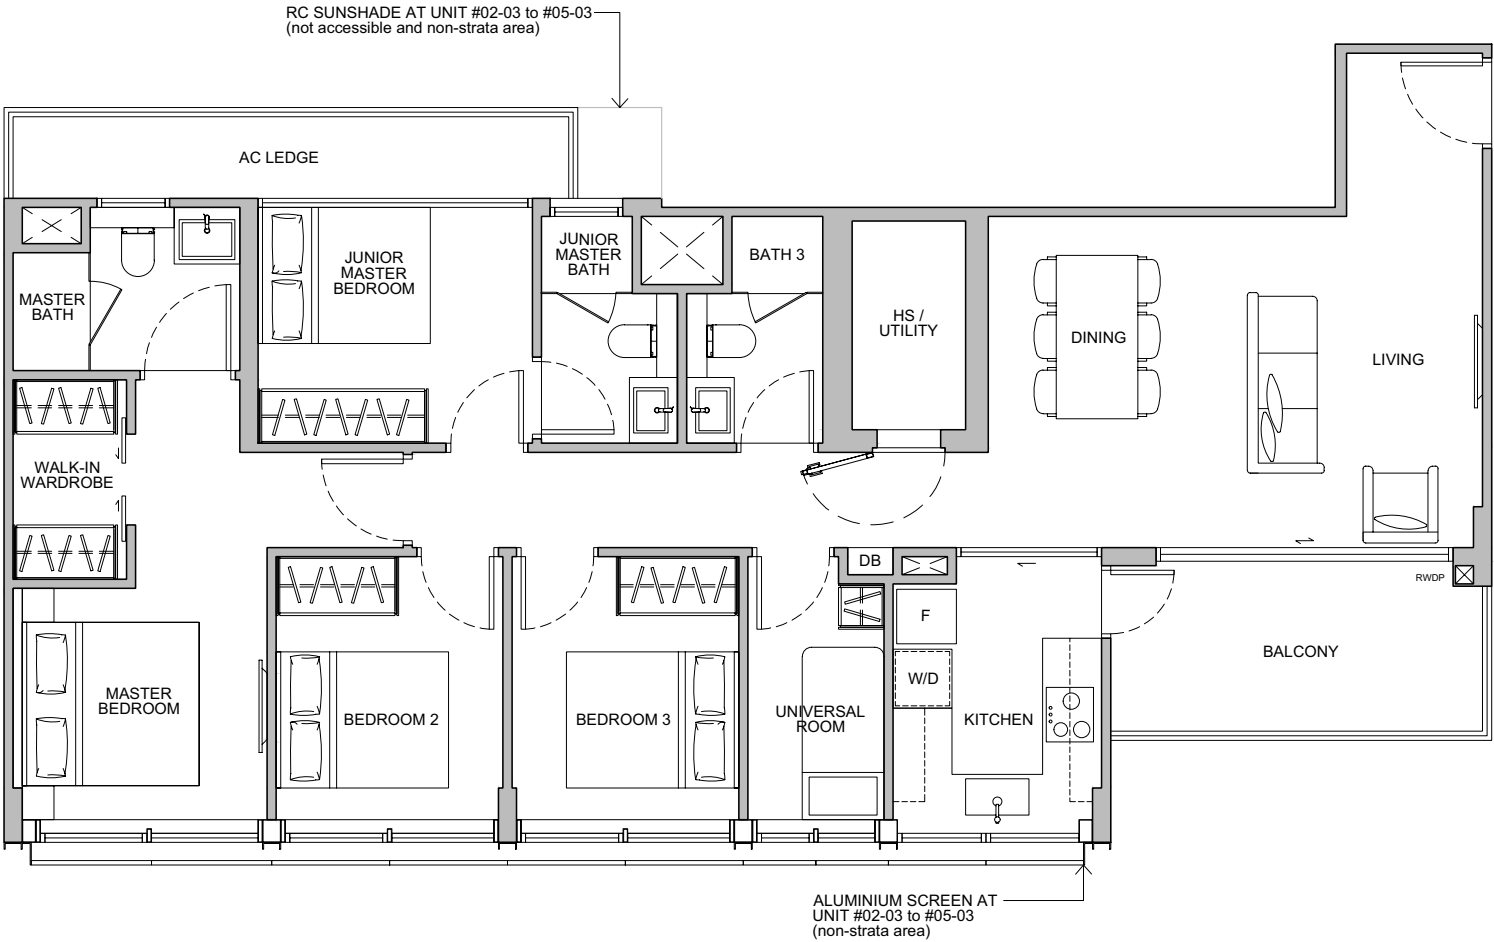 RC SUNSHADE AT UNIT #02-03 to #05-03
(not accessible and non-strata area)
AC LEDGE
JUNIOR
MASTER
BEDROOM
JUNIOR
MASTER
BATH
BATH 3
MASTER
BATH
HS /
UTILITY
DINING
LIVING
WALK-IN
WARDROBE
DB
RWDP
F
BALCONY
W/D
MASTER
BEDROOM
BEDROOM 2
BEDROOM 3
UNIVERSAL
ROOM
KITCHEN
ALUMINIUM SCREEN AT
UNIT #02-03 to #05-03
(non-strata area)